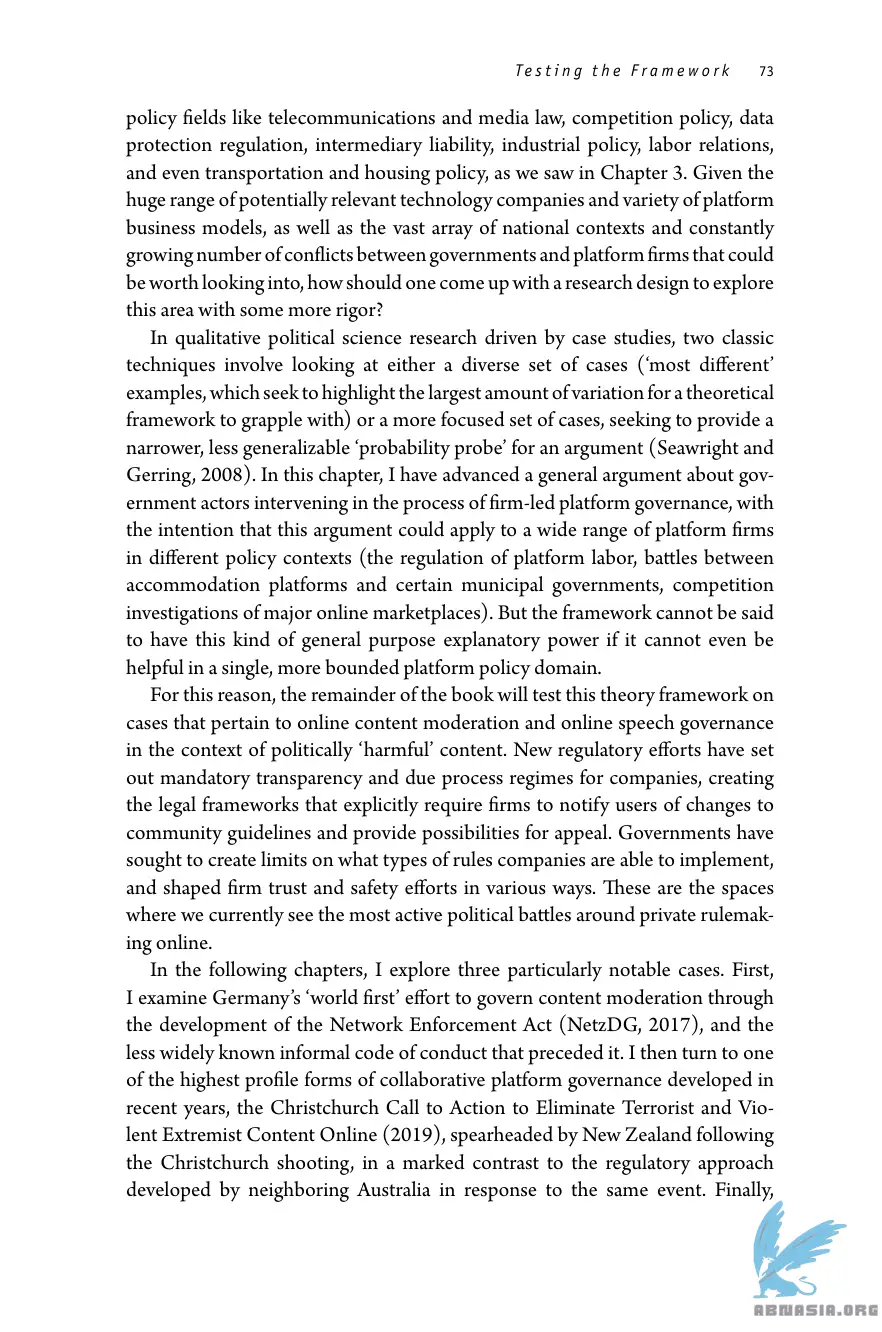 Testing the Framework 73
policy fields like telecommunications and media law, competition policy, data
protection regulation, intermediary liability, industrial policy, labor relations,
and even transportation and housing policy, as we saw in Chapter 3. Given the
huge range of potentially relevant technology companies and variety of platform
business models, as well as the vast array of national contexts and constantly
growing number of conflicts between governments and platform firms that could
be worth looking into, how should one come up with a research design to explore
this area with some more rigor?
In qualitative political science research driven by case studies, two classic
techniques involve looking at either a diverse set of cases (‘most different’
examples, which seek to highlight the largest amount of variation for a theoretical
framework to grapple with) or a more focused set of cases, seeking to provide a
narrower, less generalizable ‘probability probe’ for an argument (Seawright and
Gerring, 2008). In this chapter, I have advanced a general argument about gov-
ernment actors intervening in the process of firm-led platform governance, with
the intention that this argument could apply to a wide range of platform firms
in different policy contexts (the regulation of platform labor, battles between
accommodation platforms and certain municipal governments, competition
investigations of major online marketplaces). But the framework cannot be said
to have this kind of general purpose explanatory power if it cannot even be
helpful in a single, more bounded platform policy domain.
For this reason, the remainder of the book will test this theory framework on
cases that pertain to online content moderation and online speech governance
in the context of politically ‘harmful’ content. New regulatory efforts have set
out mandatory transparency and due process regimes for companies, creating
the legal frameworks that explicitly require firms to notify users of changes to
community guidelines and provide possibilities for appeal. Governments have
sought to create limits on what types of rules companies are able to implement,
and shaped firm trust and safety efforts in various ways. These are the spaces
where we currently see the most active political battles around private rulemak-
ing online.
In the following chapters, I explore three particularly notable cases. First,
I examine Germany’s ‘world first’ effort to govern content moderation through
the development of the Network Enforcement Act (NetzDG, 2017), and the
less widely known informal code of conduct that preceded it. I then turn to one
of the highest profile forms of collaborative platform governance developed in
recent years, the Christchurch Call to Action to Eliminate Terrorist and Vio-
lent Extremist Content Online (2019), spearheaded by New Zealand following
the Christchurch shooting, in a marked contrast to the regulatory approach
developed by neighboring Australia in response to the same event. Finally,
ABNASIA.ORG